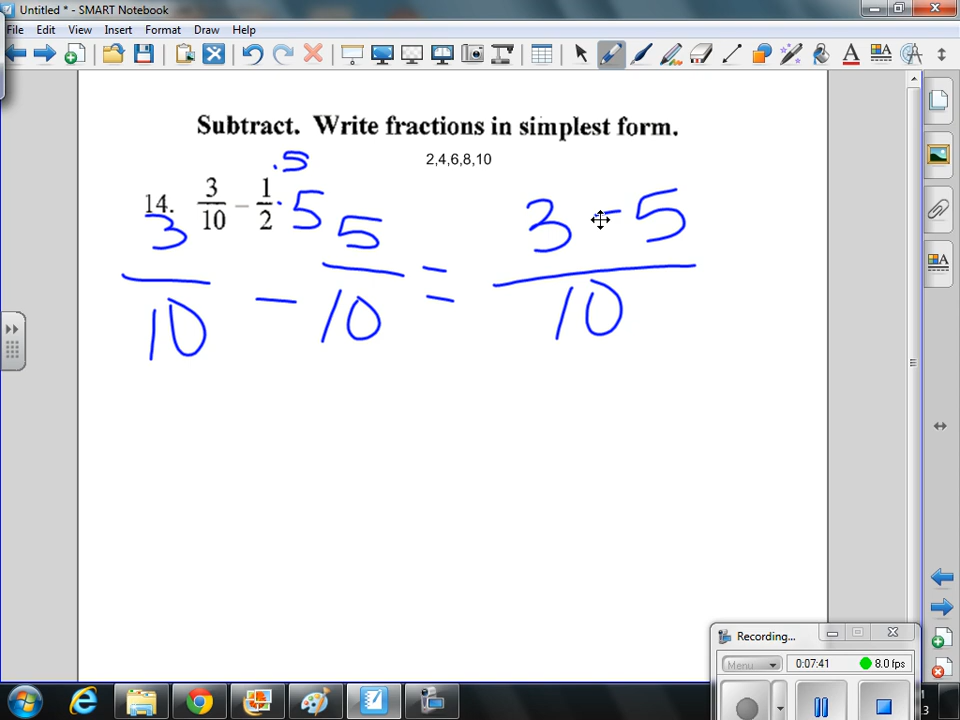 Untitled * - SMART Notebook
File Edit View Insert Format Draw Help
Subtract. Write fractions in simplest form.
2,4,6,8,10
14. 3/10 - 1/2 ·5 ·5
3/10 - 5/10 = 3 - 5/10
Recording...
Menu 0:07:41 8.0 fps